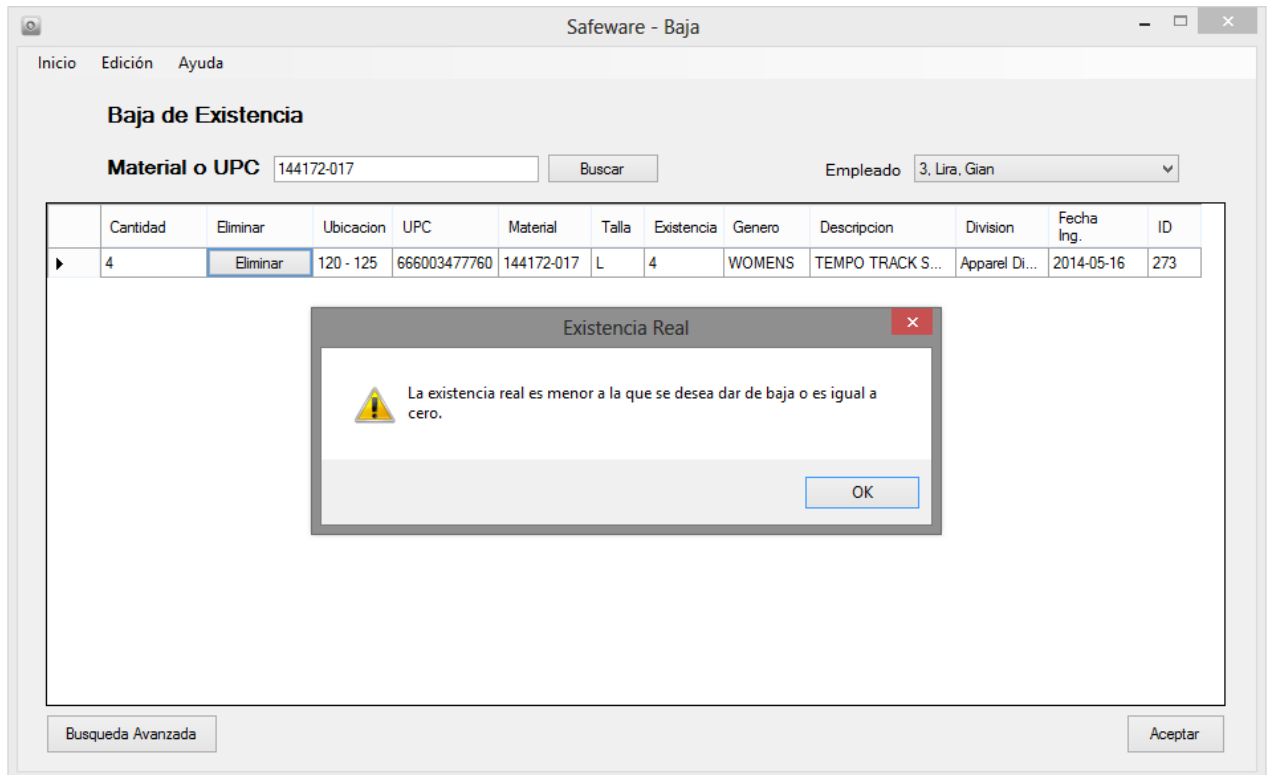 Safeware - Baja
Inicio Edición Ayuda
Baja de Existencia
Material o UPC 144172-017 Buscar Empleado 3, Lira, Gian
Cantidad Eliminar Ubicacion UPC Material Talla Existencia Genero Descripcion Division Fecha Ing. ID
4 Eliminar 120 - 125 666003477760 144172-017 L 4 WOMENS TEMPO TRACK S... Apparel Di... 2014-05-16 273
Existencia Real
La existencia real es menor a la que se desea dar de baja o es igual a
cero.
OK
Busqueda Avanzada Aceptar